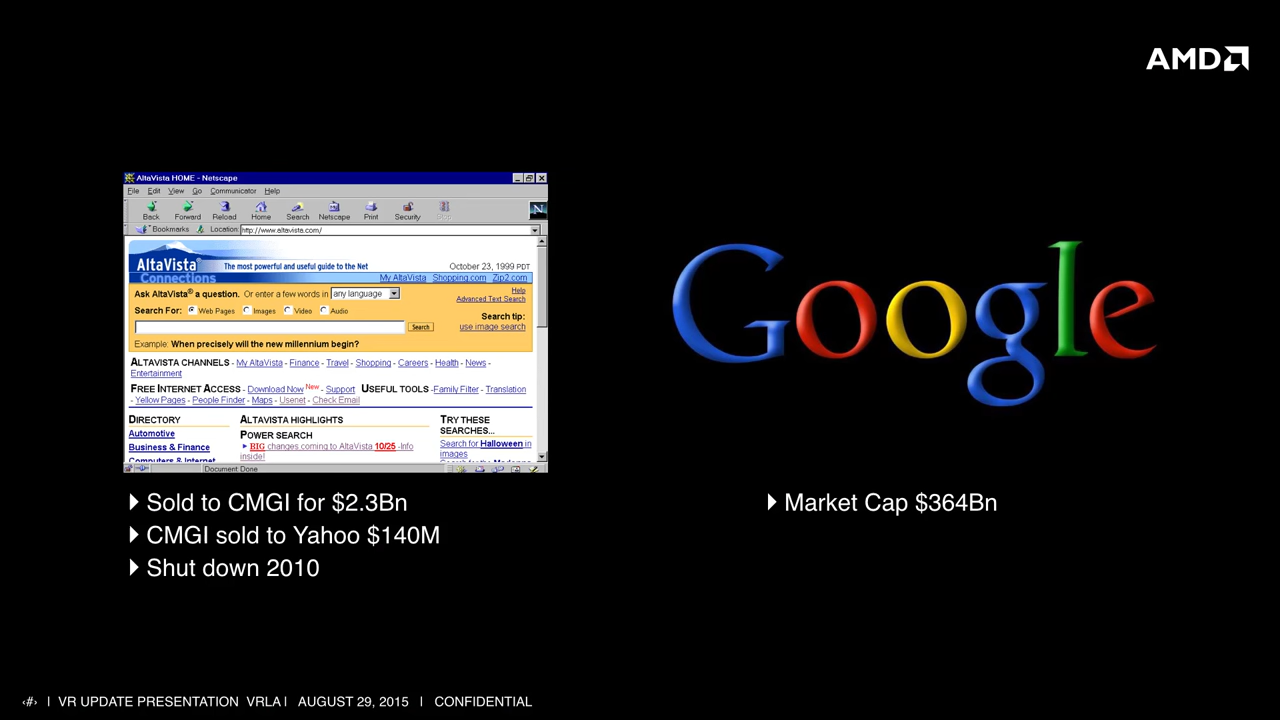 AMD
AltaVista HOME - Netscape
File Edit View Go Communicator Help
Back Forward Reload Home Search Netscape Print Security Stop
N
Bookmarks Location: http://www.altavista.com/
AltaVista The most powerful and useful guide to the Net October 23, 1999 PDT
Connections My AltaVista Shopping.com Zip2.com
Ask AltaVista® a question. Or enter a few words in any language Help
Advanced Text Search
Search For: Web Pages Images Video Audio
Search Search tip:
use image search
Example: When precisely will the new millennium begin?
ALTAVISTA CHANNELS - My AltaVista - Finance - Travel - Shopping - Careers - Health - News -
Entertainment
FREE INTERNET ACCESS - Download Now New - Support USEFUL TOOLS - Family Filter - Translation
- Yellow Pages - People Finder - Maps - Usenet - Check Email
DIRECTORY
Automotive
Business & Finance
Computers & Internet
ALTAVISTA HIGHLIGHTS
POWER SEARCH
BIG changes coming to AltaVista 10/25 -Info
inside!
TRY THESE
SEARCHES...
Search for Halloween in
images
Document Done
Google
Sold to CMGI for $2.3Bn
CMGI sold to Yahoo $140M
Shut down 2010
Market Cap $364Bn
‹#› | VR UPDATE PRESENTATION VRLA | AUGUST 29, 2015 | CONFIDENTIAL